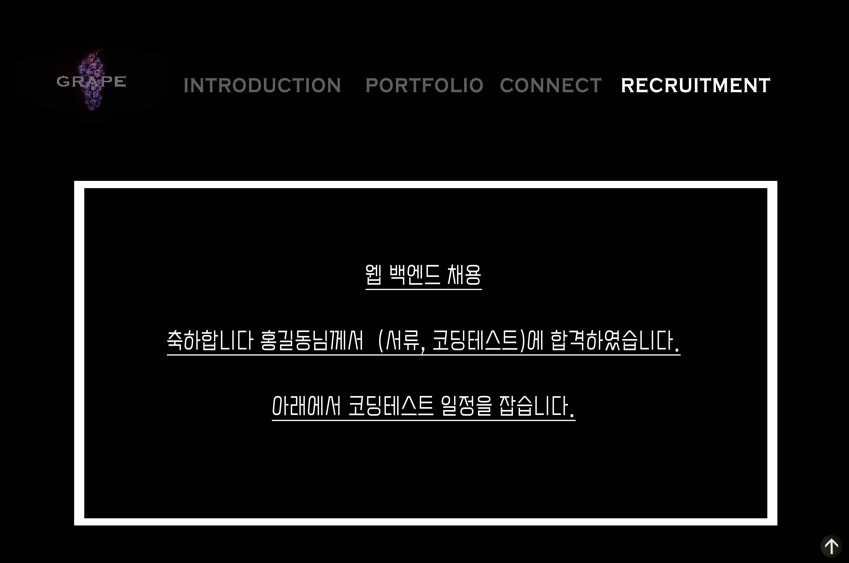 GRAPE
INTRODUCTION PORTFOLIO CONNECT RECRUITMENT
웹 백엔드 채용
축하합니다 홍길동님께서 (서류, 코딩테스트)에 합격하였습니다.
아래에서 코딩테스트 일정을 잡습니다.